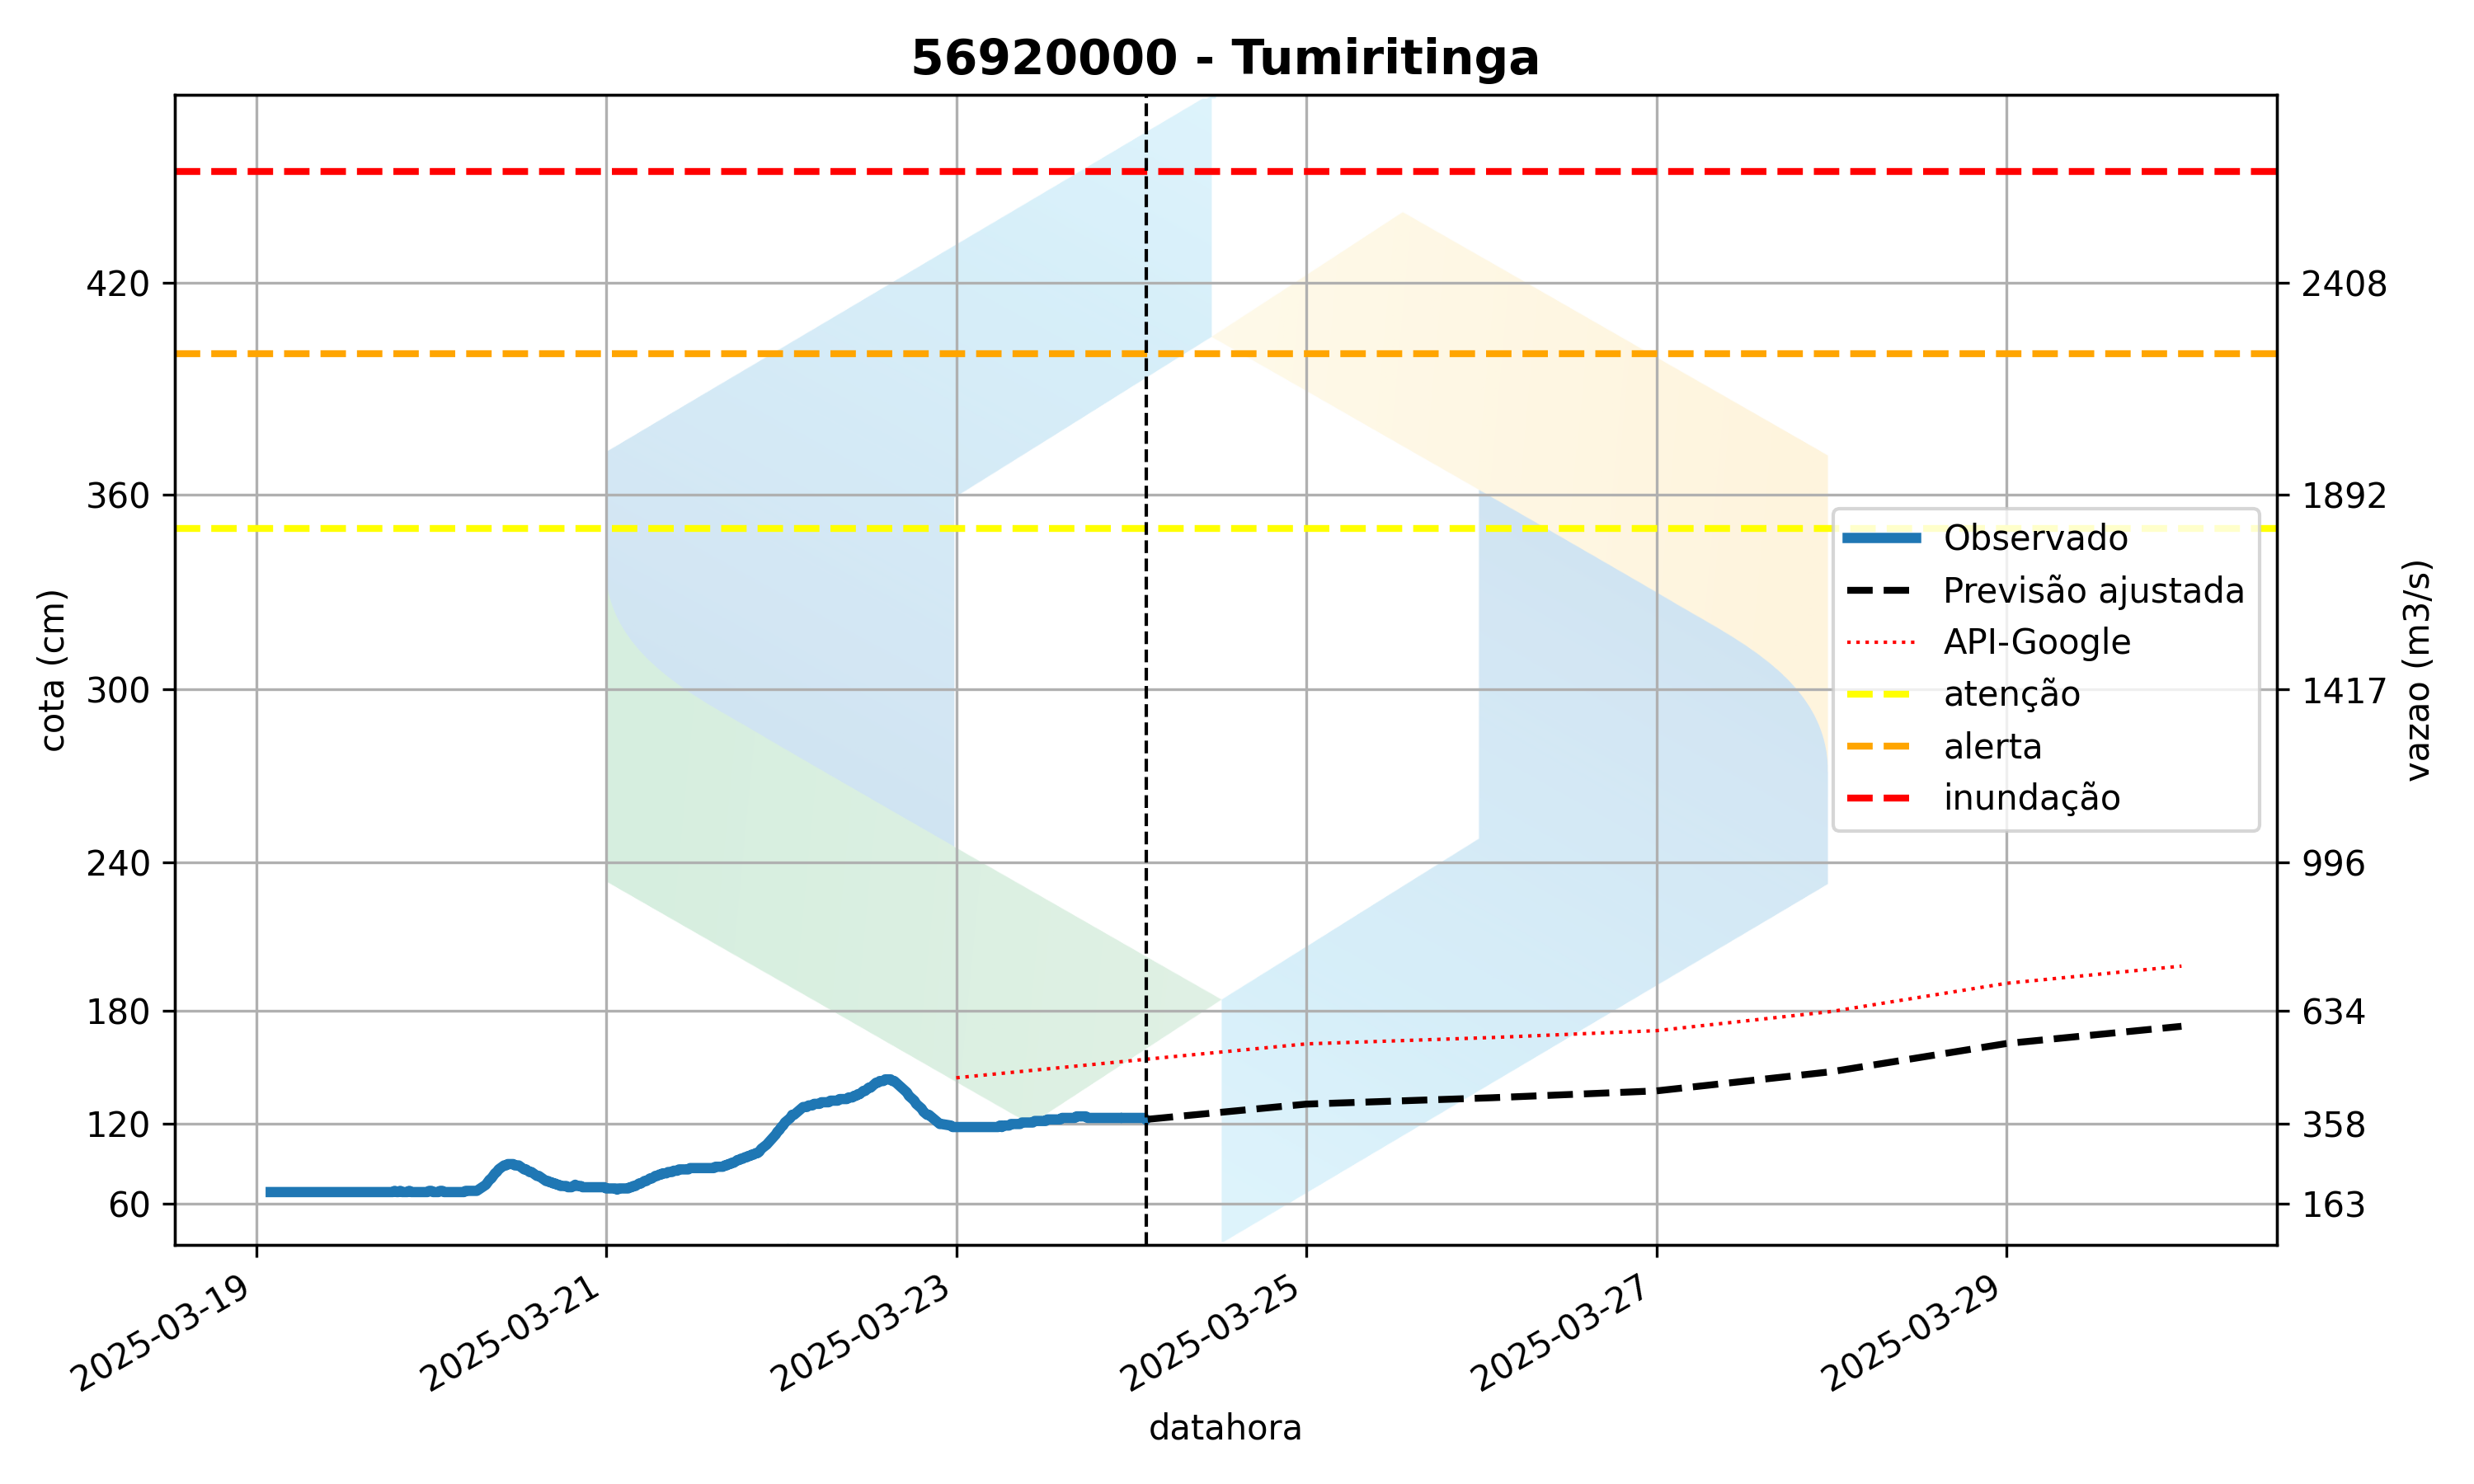 56920000 - Tumiritinga
cota (cm)
420
360
300
240
180
120
60
2408
1892
1417
996
634
358
163
vazao (m3/s)
Observado
Previsão ajustada
API-Google
atenção
alerta
inundação
2025-03-19
2025-03-21
2025-03-23
2025-03-25
2025-03-27
2025-03-29
datahora